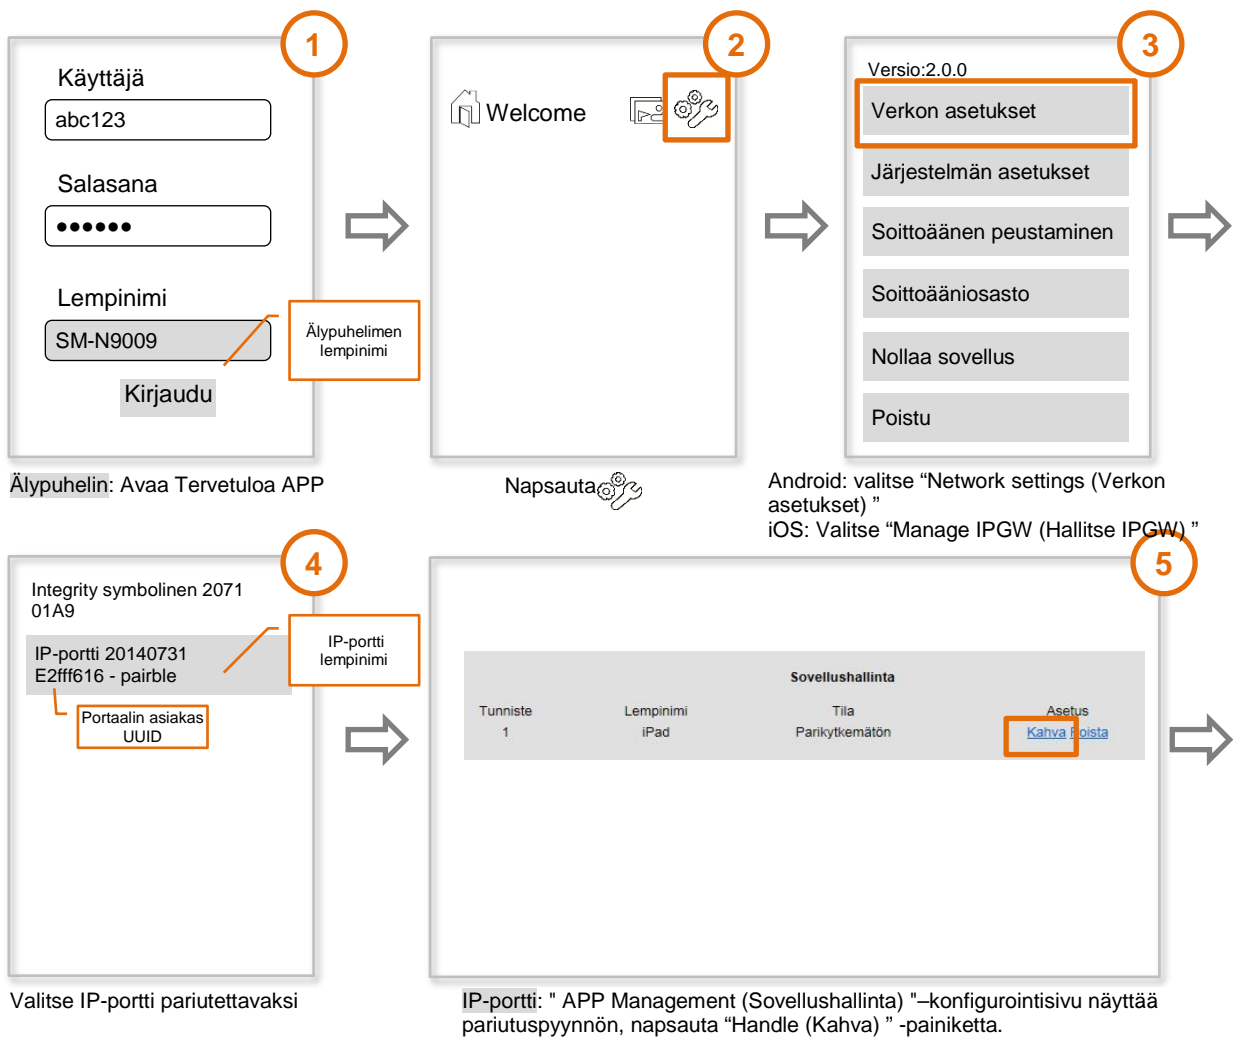 1
Käyttäjä
abc123
Salasana
●●●●●●
Lempinimi
SM-N9009
Kirjaudu
Älypuhelimen
lempinimi
Älypuhelin: Avaa Tervetuloa APP
2
Welcome
Napsauta
3
Versio:2.0.0
Verkon asetukset
Järjestelmän asetukset
Soittoäänen peustaminen
Soittoääniosasto
Nollaa sovellus
Poistu
Android: valitse “Network settings (Verkon
asetukset) ”
iOS: Valitse “Manage IPGW (Hallitse IPGW) ”
4
Integrity symbolinen 2071
01A9
IP-portti 20140731
E2fff616 - pairble
IP-portti
lempinimi
Portaalin asiakas
UUID
Valitse IP-portti pariutettavaksi
5
Sovellushallinta
Tunniste Lempinimi Tila Asetus
1 iPad Parikytkemätön Kahva Poista
IP-portti: " APP Management (Sovellushallinta) "–konfigurointisivu näyttää
pariutuspyynnön, napsauta “Handle (Kahva) ” -painiketta.